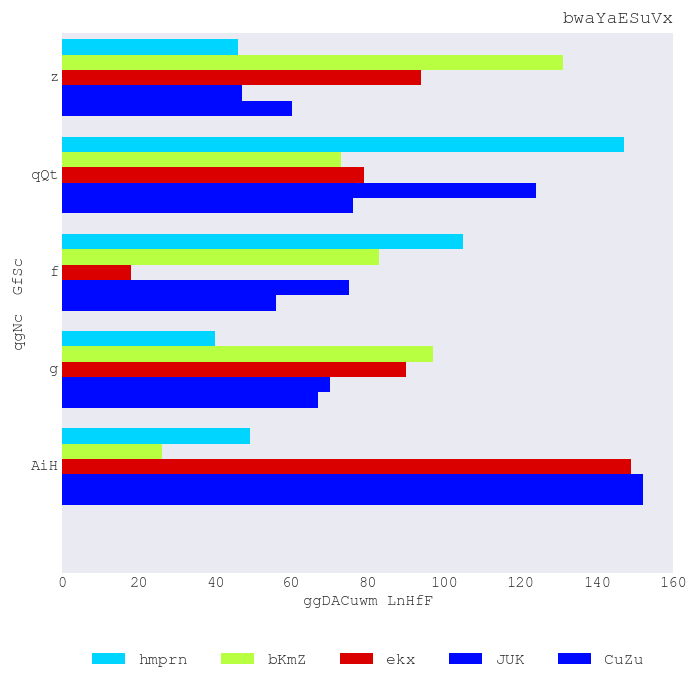 bwaYaESuVx
z
qQt
f
g
AiH
qgNc  GfSc
0 20 40 60 80 100 120 140 160
ggDACuwm LnHfF
hmprn bKmZ ekx JUK CuZu